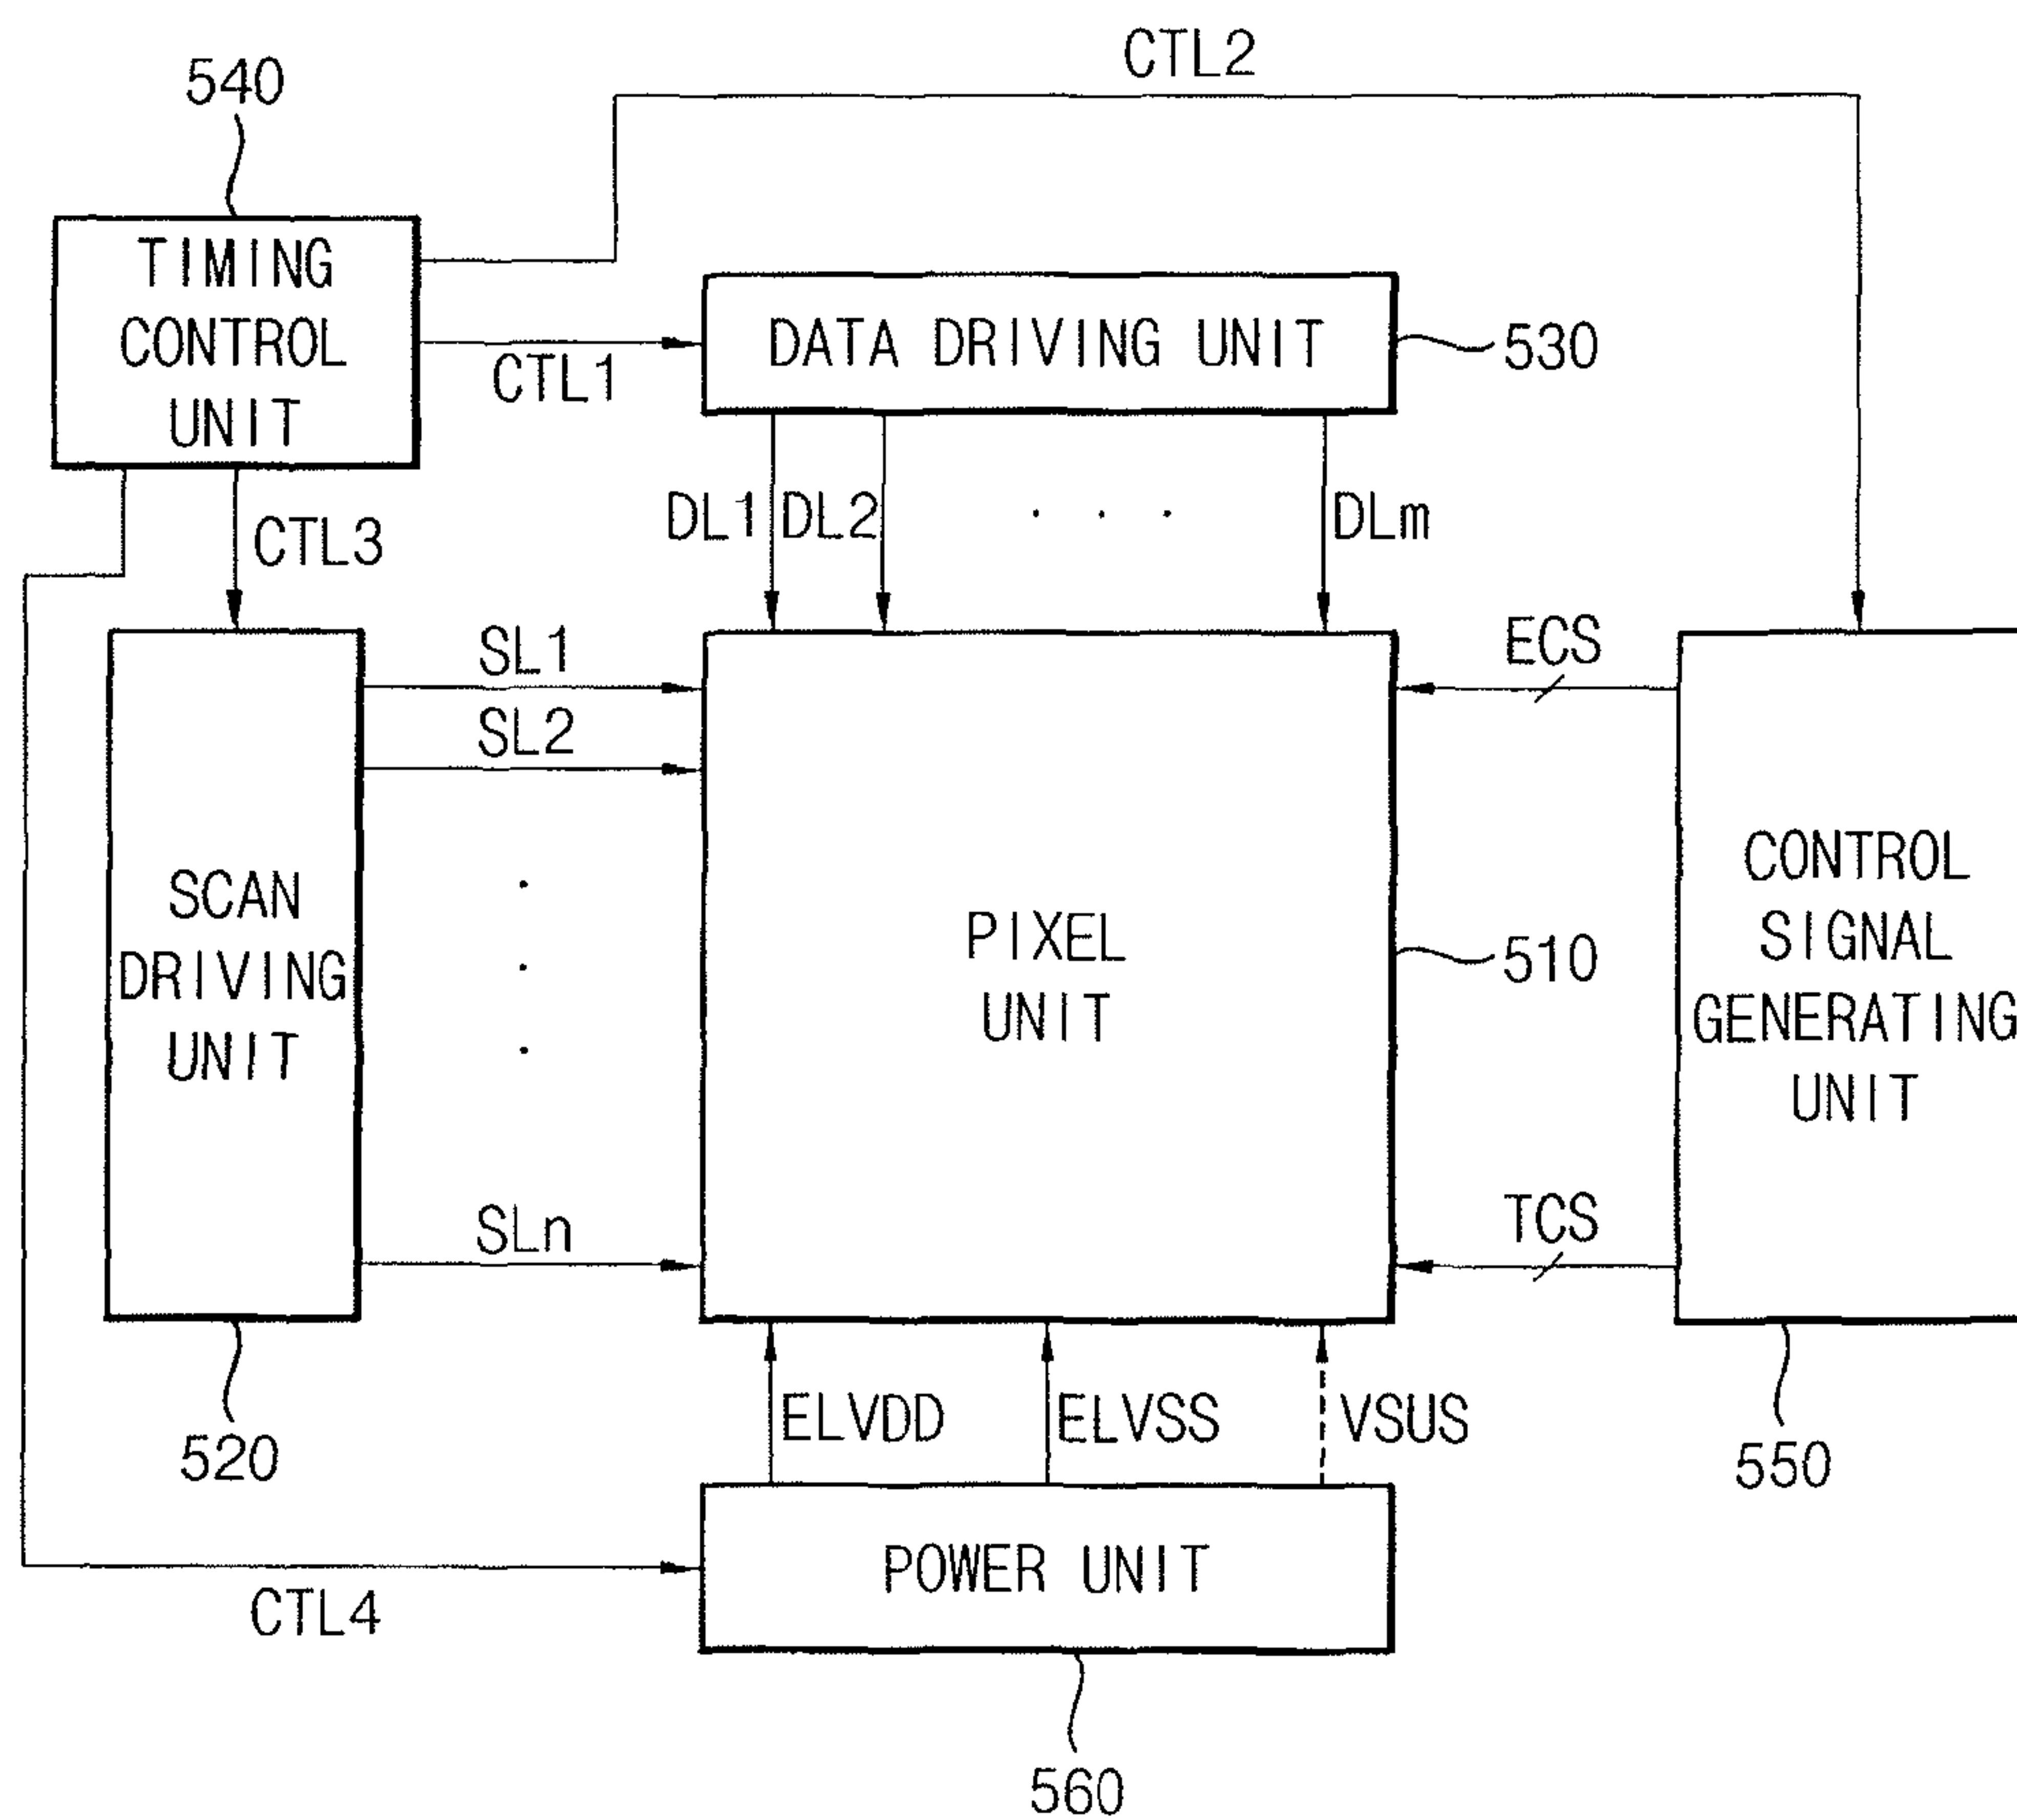 CTL2
540
TIMING
CONTROL
UNIT
DATA DRIVING UNIT
530
CTL1
DL1 DL2 . . . DLm
CTL3
SL1
SL2
.
.
.
SLn
ECS
TCS
SCAN
DRIVING
UNIT
PIXEL
UNIT
510
CONTROL
SIGNAL
GENERATING
UNIT
520
ELVDD
ELVSS
VSUS
550
POWER UNIT
CTL4
560